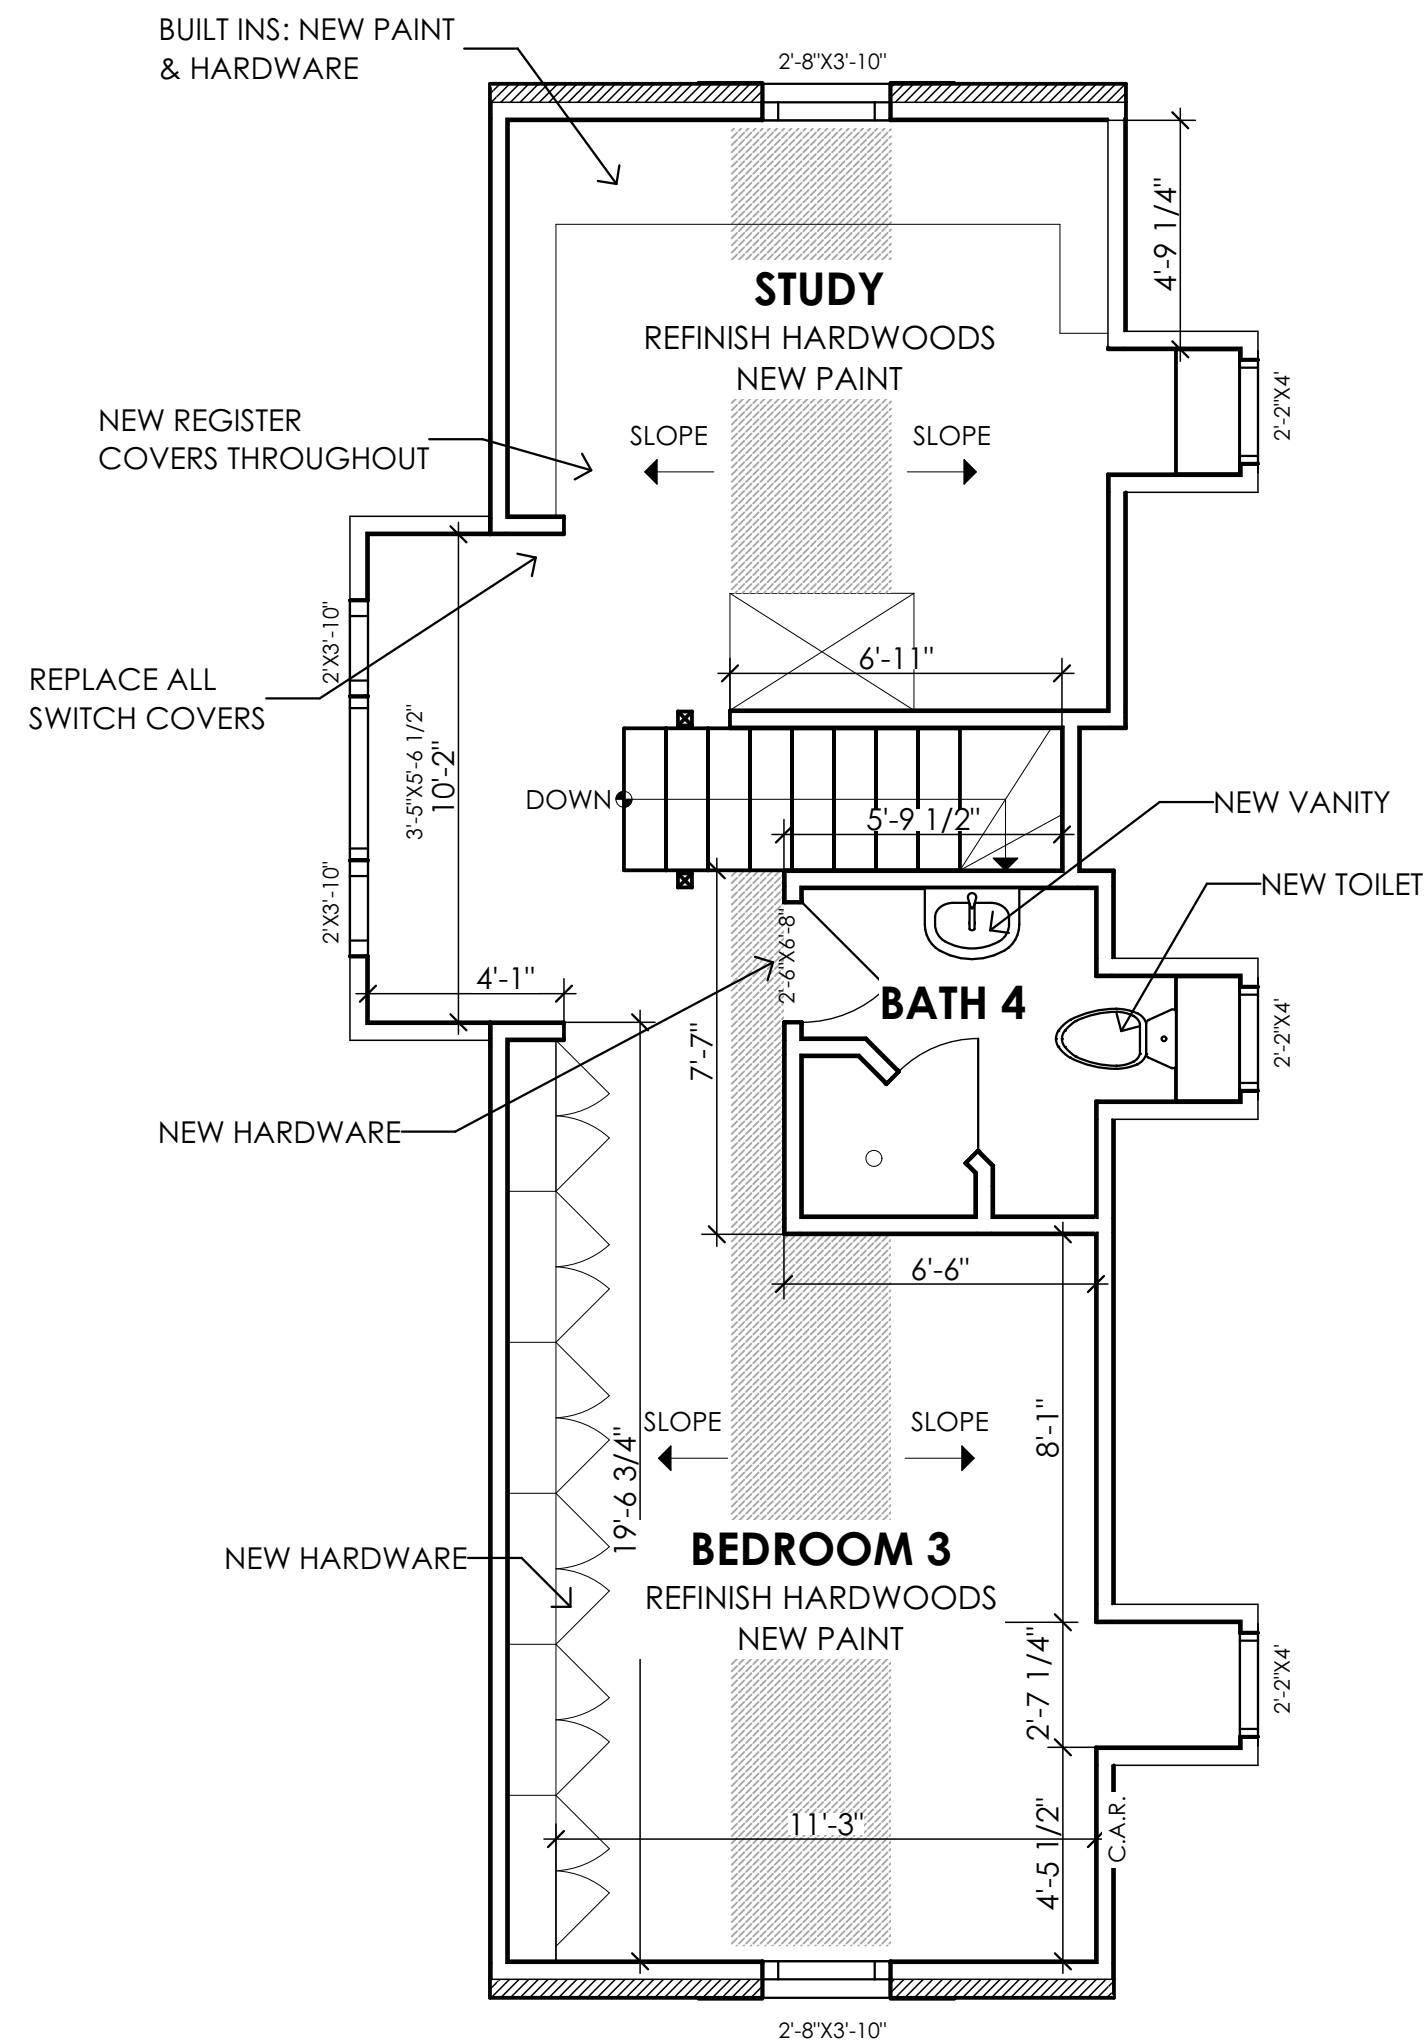 BUILT INS: NEW PAINT
& HARDWARE
2'-8"X3'-10"
4'-9 1/4"
STUDY
REFINISH HARDWOODS
NEW PAINT
2'-2"X4'
NEW REGISTER
COVERS THROUGHOUT
SLOPE
SLOPE
2'X3'-10"
6'-11"
REPLACE ALL
SWITCH COVERS
3'-5"X5'-6 1/2"
10'-2"
DOWN
5'-9 1/2"
NEW VANITY
NEW TOILET
2'X3'-10"
2'-6"X6'-8"
4'-1"
BATH 4
2'-2"X4'
7'-7"
NEW HARDWARE
6'-6"
8'-1"
SLOPE
SLOPE
19'-6 3/4"
BEDROOM 3
REFINISH HARDWOODS
NEW PAINT
NEW HARDWARE
2'-7 1/4"
2'-2"X4'
11'-3"
4'-5 1/2"
C.A.R.
2'-8"X3'-10"